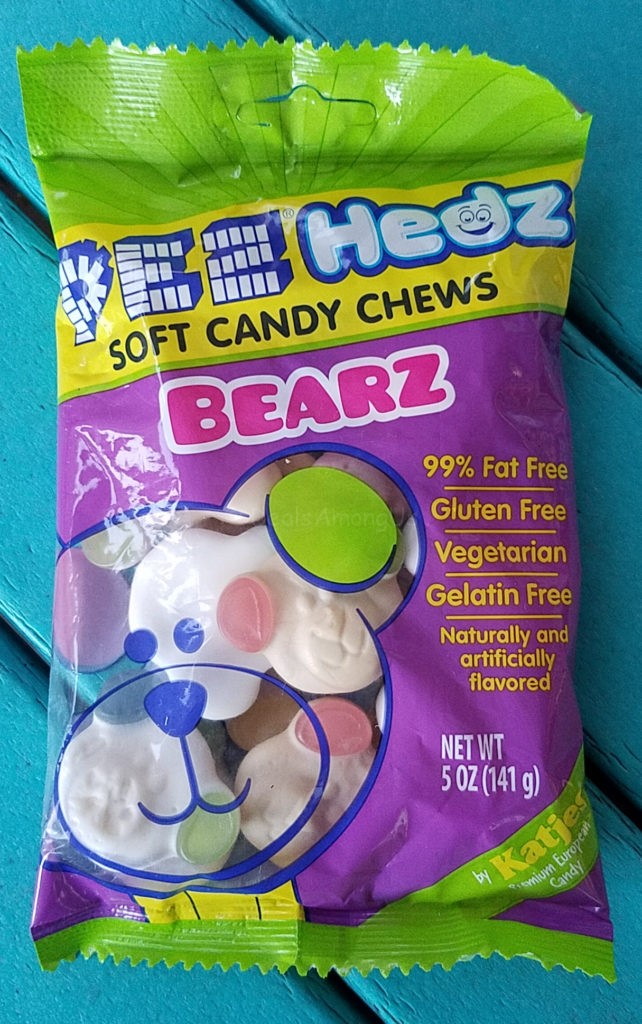 PEZ® Hedz
SOFT CANDY CHEWS
BEARZ
99% Fat Free
Gluten Free
Vegetarian
Gelatin Free
Naturally and
artificially
flavored
NET WT
5 OZ (141 g)
by Katjes
Premium European
Candy